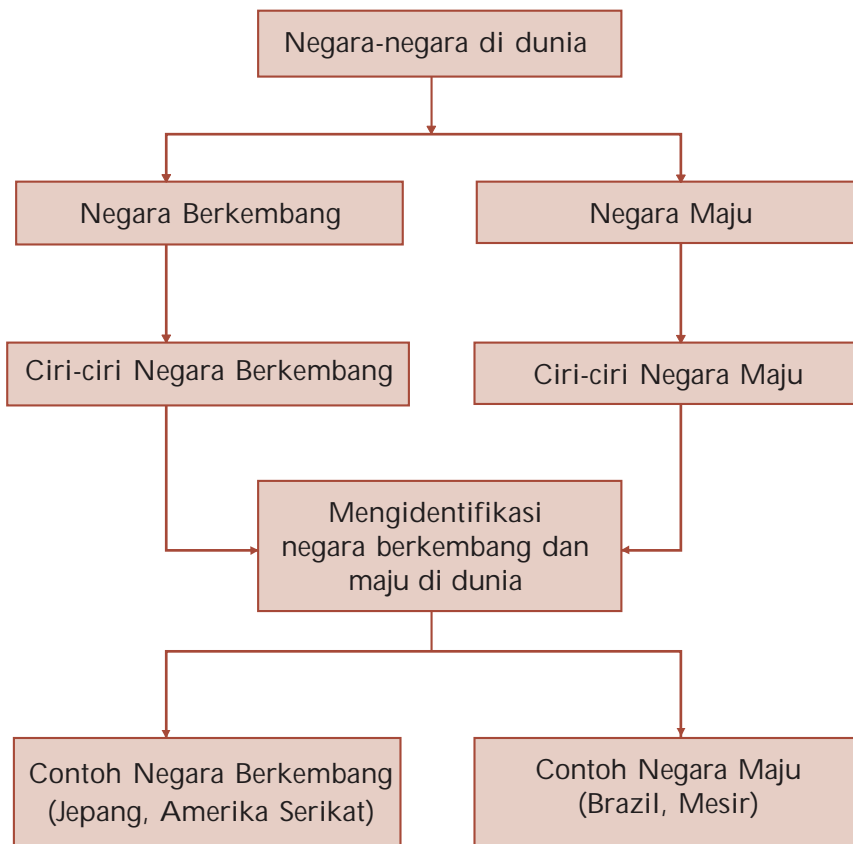 Negara-negara di dunia
Negara Berkembang
Negara Maju
Ciri-ciri Negara Berkembang
Ciri-ciri Negara Maju
Mengidentifikasi
negara berkembang dan
maju di dunia
Contoh Negara Berkembang
(Jepang, Amerika Serikat)
Contoh Negara Maju
(Brazil, Mesir)